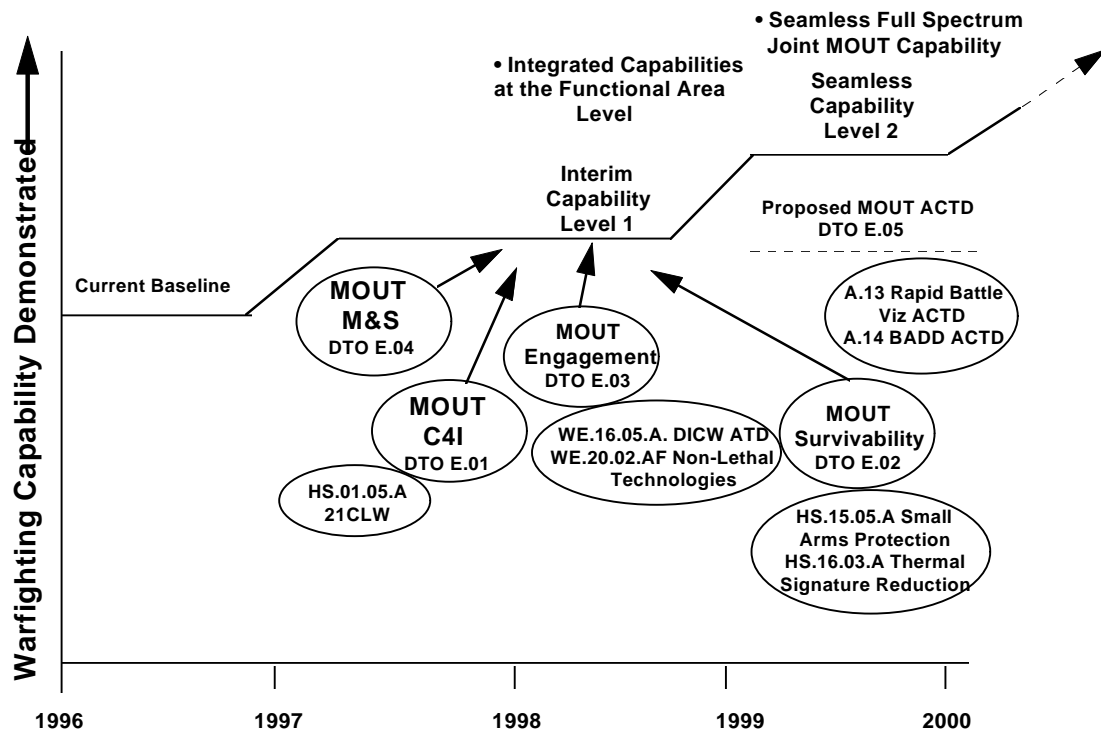 • Seamless Full Spectrum
Joint MOUT Capability
• Integrated Capabilities
at the Functional Area
Level
Seamless
Capability
Level 2
Interim
Capability
Level 1
Proposed MOUT ACTD
DTO E.05
Current Baseline
Warfighting Capability Demonstrated
MOUT
M&S
DTO E.04
A.13 Rapid Battle
Viz ACTD
A.14 BADD ACTD
MOUT
Engagement
DTO E.03
MOUT
C4I
DTO E.01
MOUT
Survivability
DTO E.02
WE.16.05.A. DICW ATD
WE.20.02.AF Non-Lethal
Technologies
HS.01.05.A
21CLW
HS.15.05.A Small
Arms Protection
HS.16.03.A Thermal
Signature Reduction
1996
1997
1998
1999
2000